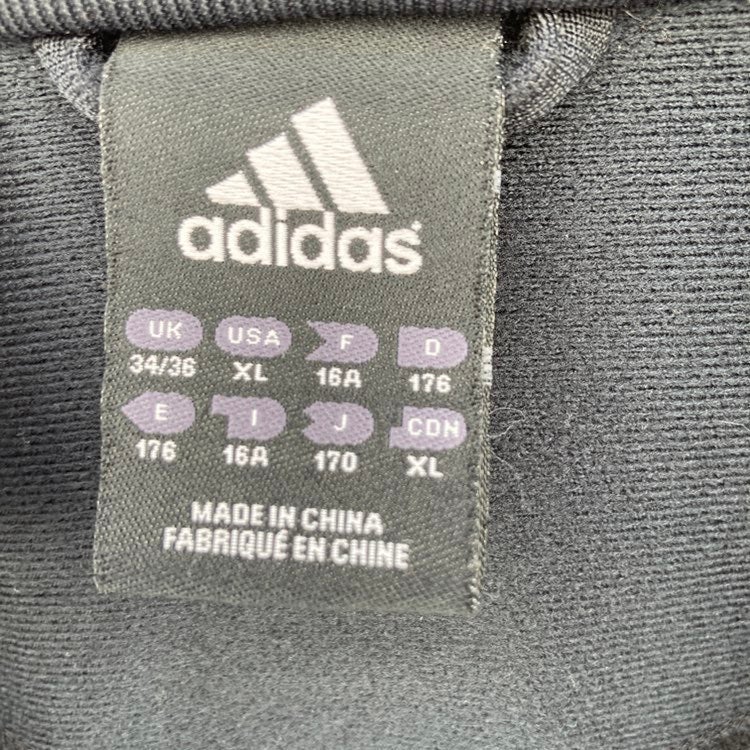 adidas
UK USA F D
34/36 XL 16A 176
E I J CDN
176 16A 170 XL
MADE IN CHINA
FABRIQUÉ EN CHINE